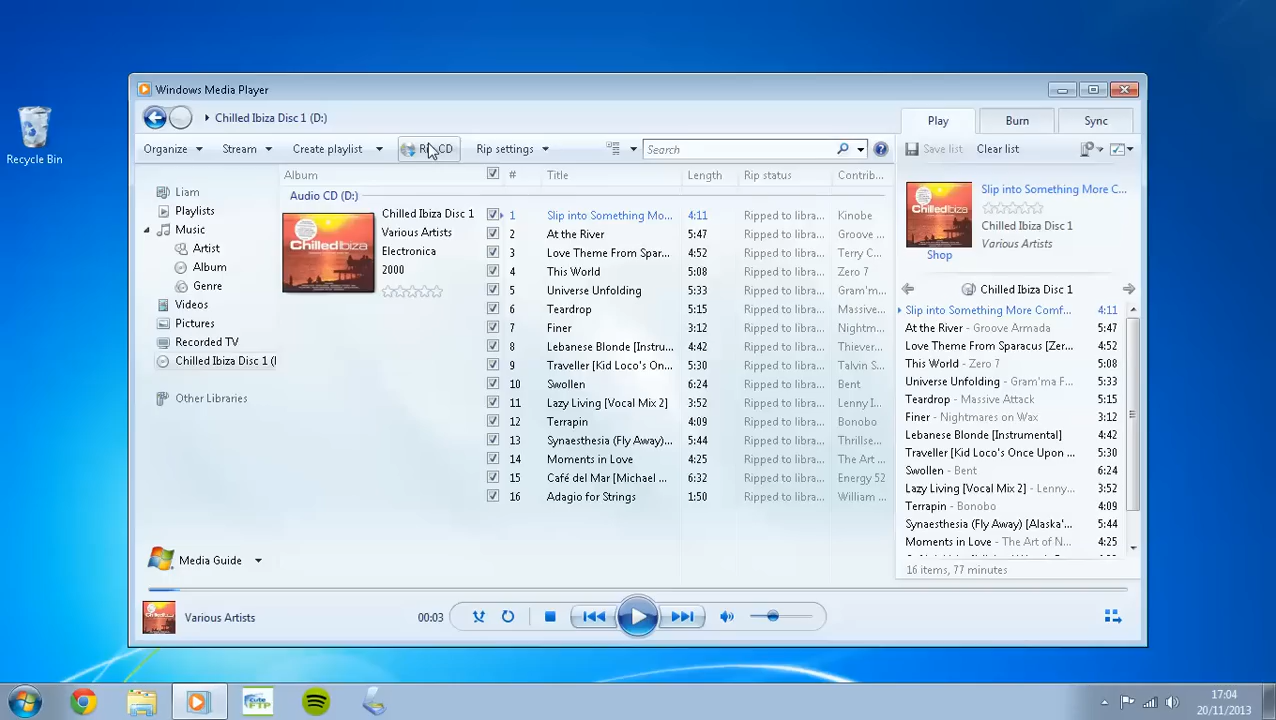 Recycle Bin
Windows Media Player
Chilled Ibiza Disc 1 (D:)
Play
Burn
Sync
Organize
Stream
Create playlist
CD
Rip settings
Search
Save list
Clear list
Album
#
Title
Length
Rip status
Contrib...
Audio CD (D:)
Chilled Ibiza Disc 1
Various Artists
Electronica
2000
1 Slip into Something Mo... 4:11 Ripped to libra... Kinobe
2 At the River 5:47 Ripped to libra... Groove ...
3 Love Theme From Spar... 4:52 Ripped to libra... Terry C...
4 This World 5:08 Ripped to libra... Zero 7
5 Universe Unfolding 5:33 Ripped to libra... Gram'm...
6 Teardrop 5:15 Ripped to libra... Massive...
7 Finer 3:12 Ripped to libra... Nightm...
8 Lebanese Blonde [Instru... 4:42 Ripped to libra... Thiever...
9 Traveller [Kid Loco's On... 5:30 Ripped to libra... Talvin S...
10 Swollen 6:24 Ripped to libra... Bent
11 Lazy Living [Vocal Mix 2] 3:52 Ripped to libra... Lenny I...
12 Terrapin 4:09 Ripped to libra... Bonobo
13 Synaesthesia (Fly Away)... 5:44 Ripped to libra... Thrillse...
14 Moments in Love 4:25 Ripped to libra... The Art ...
15 Café del Mar [Michael ... 6:32 Ripped to libra... Energy 52
16 Adagio for Strings 1:50 Ripped to libra... William ...
Liam
Playlists
Music
Artist
Album
Genre
Videos
Pictures
Recorded TV
Chilled Ibiza Disc 1 (
Other Libraries
Media Guide
Chilled Ibiza
Slip into Something More C...
Chilled Ibiza Disc 1
Various Artists
Shop
Chilled Ibiza Disc 1
Slip into Something More Comf... 4:11
At the River - Groove Armada 5:47
Love Theme From Sparacus [Zer... 4:52
This World - Zero 7 5:08
Universe Unfolding - Gram'ma F... 5:33
Teardrop - Massive Attack 5:15
Finer - Nightmares on Wax 3:12
Lebanese Blonde [Instrumental] 4:42
Traveller [Kid Loco's Once Upon ... 5:30
Swollen - Bent 6:24
Lazy Living [Vocal Mix 2] - Lenny... 3:52
Terrapin - Bonobo 4:09
Synaesthesia (Fly Away) [Alaska'... 5:44
Moments in Love - The Art of N... 4:25
16 items, 77 minutes
Various Artists
00:03
Cute
FTP
17:04
20/11/2013